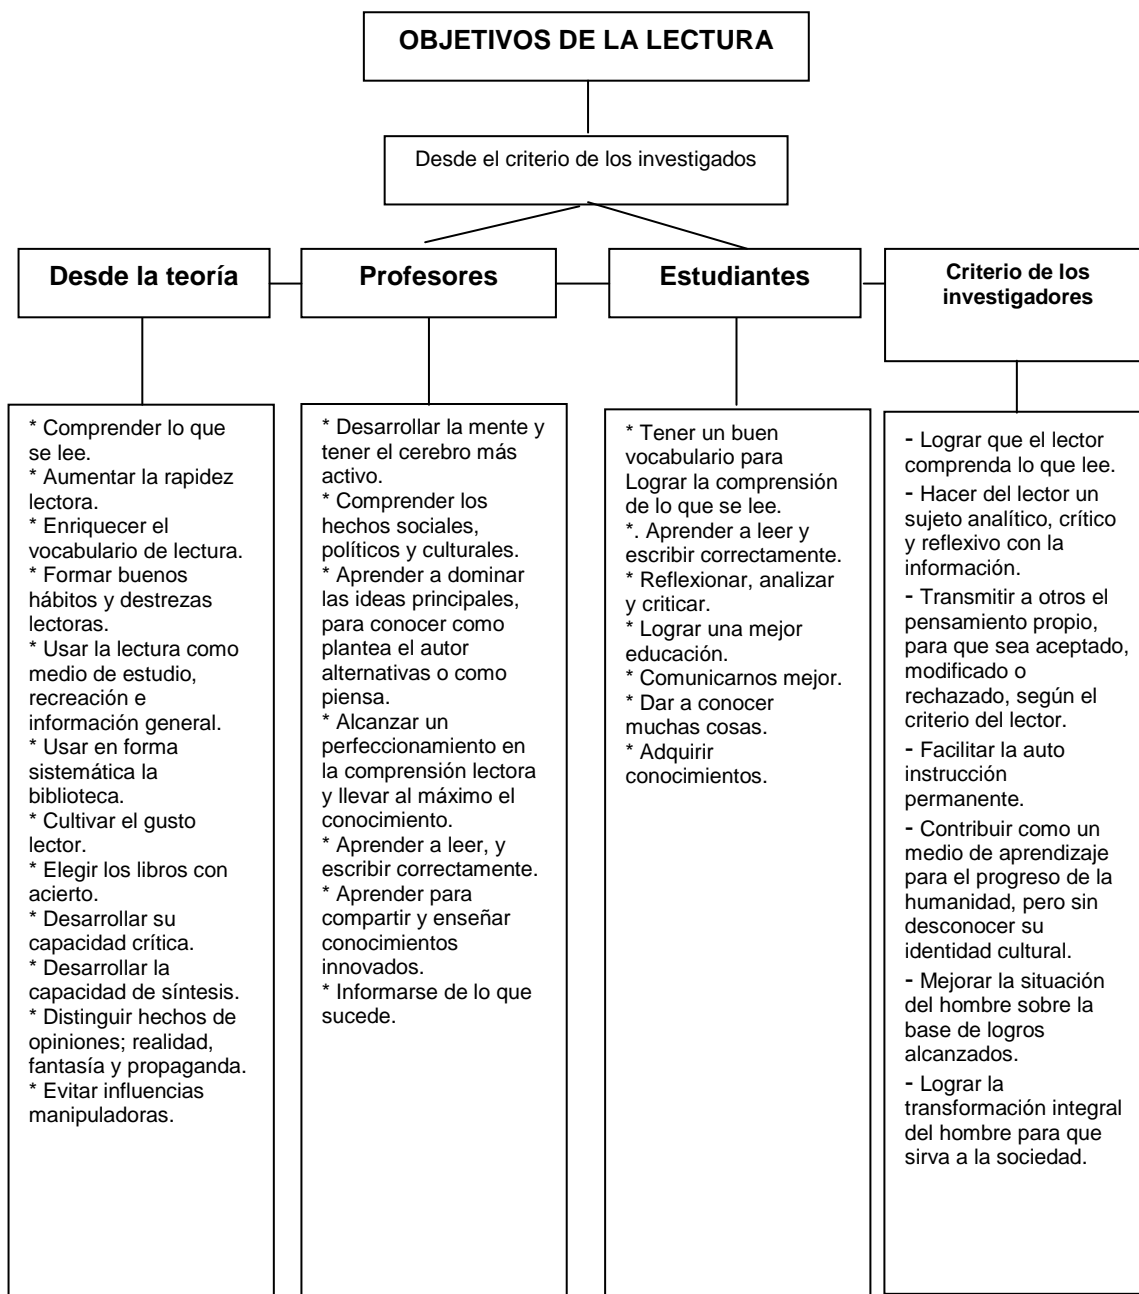 OBJETIVOS DE LA LECTURA
Desde el criterio de los investigados
Desde la teoría
Profesores
Estudiantes
Criterio de los
investigadores
* Comprender lo que
se lee.
* Aumentar la rapidez
lectora.
* Enriquecer el
vocabulario de lectura.
* Formar buenos
hábitos y destrezas
lectoras.
* Usar la lectura como
medio de estudio,
recreación e
información general.
* Usar en forma
sistemática la
biblioteca.
* Cultivar el gusto
lector.
* Elegir los libros con
acierto.
* Desarrollar su
capacidad crítica.
* Desarrollar la
capacidad de síntesis.
* Distinguir hechos de
opiniones; realidad,
fantasía y propaganda.
* Evitar influencias
manipuladoras.
* Desarrollar la mente y
tener el cerebro más
activo.
* Comprender los
hechos sociales,
políticos y culturales.
* Aprender a dominar
las ideas principales,
para conocer como
plantea el autor
alternativas o como
piensa.
* Alcanzar un
perfeccionamiento en
la comprensión lectora
y llevar al máximo el
conocimiento.
* Aprender a leer, y
escribir correctamente.
* Aprender para
compartir y enseñar
conocimientos
innovados.
* Informarse de lo que
sucede.
* Tener un buen
vocabulario para
Lograr la comprensión
de lo que se lee.
*. Aprender a leer y
escribir correctamente.
* Reflexionar, analizar
y criticar.
* Lograr una mejor
educación.
* Comunicarnos mejor.
* Dar a conocer
muchas cosas.
* Adquirir
conocimientos.
- Lograr que el lector
comprenda lo que lee.
- Hacer del lector un
sujeto analítico, crítico
y reflexivo con la
información.
- Transmitir a otros el
pensamiento propio,
para que sea aceptado,
modificado o
rechazado, según el
criterio del lector.
- Facilitar la auto
instrucción
permanente.
- Contribuir como un
medio de aprendizaje
para el progreso de la
humanidad, pero sin
desconocer su
identidad cultural.
- Mejorar la situación
del hombre sobre la
base de logros
alcanzados.
- Lograr la
transformación integral
del hombre para que
sirva a la sociedad.